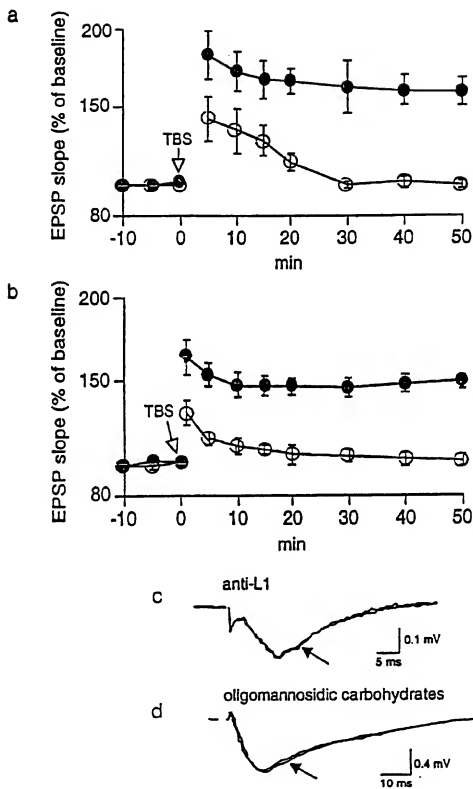 a
EPSP slope (% of baseline)
200
150
80
TBS
-10 0 10 20 30 40 50
min
b
EPSP slope (% of baseline)
200
150
80
TBS
-10 0 10 20 30 40 50
min
c
anti-L1
0.1 mV
5 ms
d
oligomannosidic carbohydrates
0.4 mV
10 ms